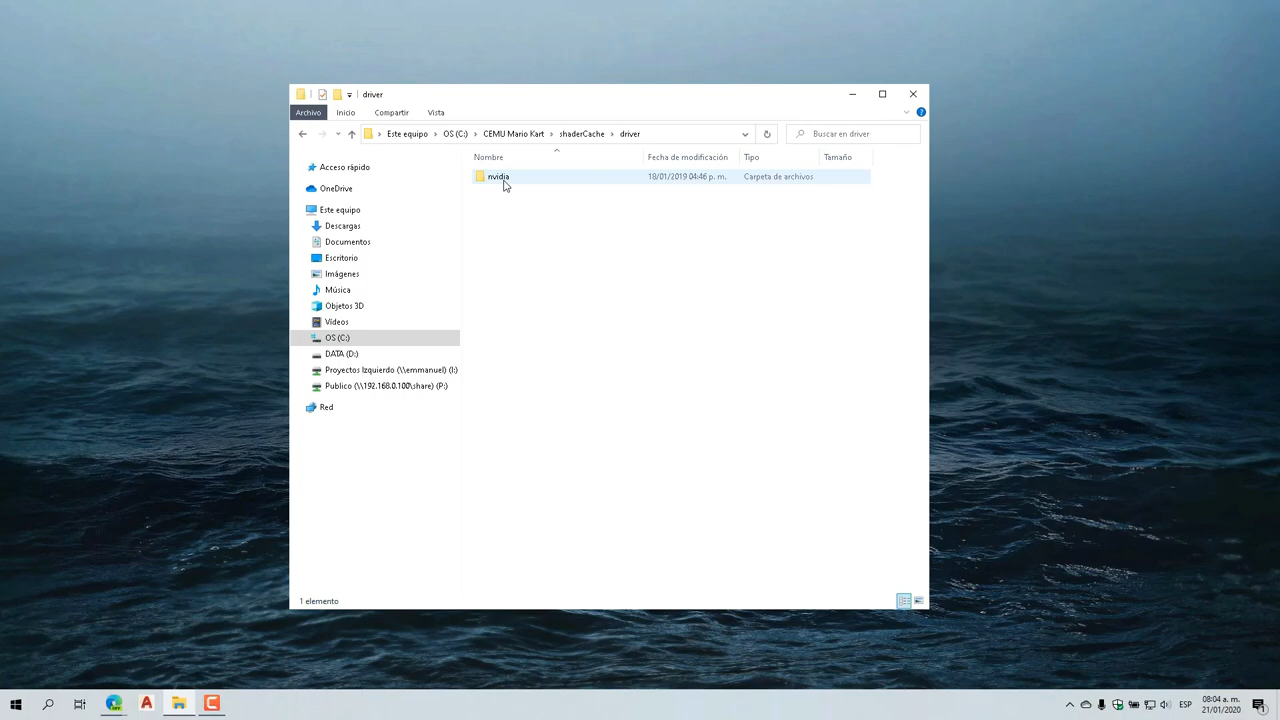 driver
Archivo Inicio Compartir Vista
Este equipo OS (C:) CEMU Mario Kart shaderCache driver Buscar en driver
Nombre Fecha de modificación Tipo Tamaño
nvidia 18/01/2019 04:46 p. m. Carpeta de archivos
Acceso rápido
OneDrive
Este equipo
Descargas
Documentos
Escritorio
Imágenes
Música
Objetos 3D
Vídeos
OS (C:)
DATA (D:)
Proyectos Izquierdo (\\emmanuel) (I:)
Publico (\\192.168.0.100\share) (P:)
Red
1 elemento
ESP
08:04 a. m.
21/01/2020
1